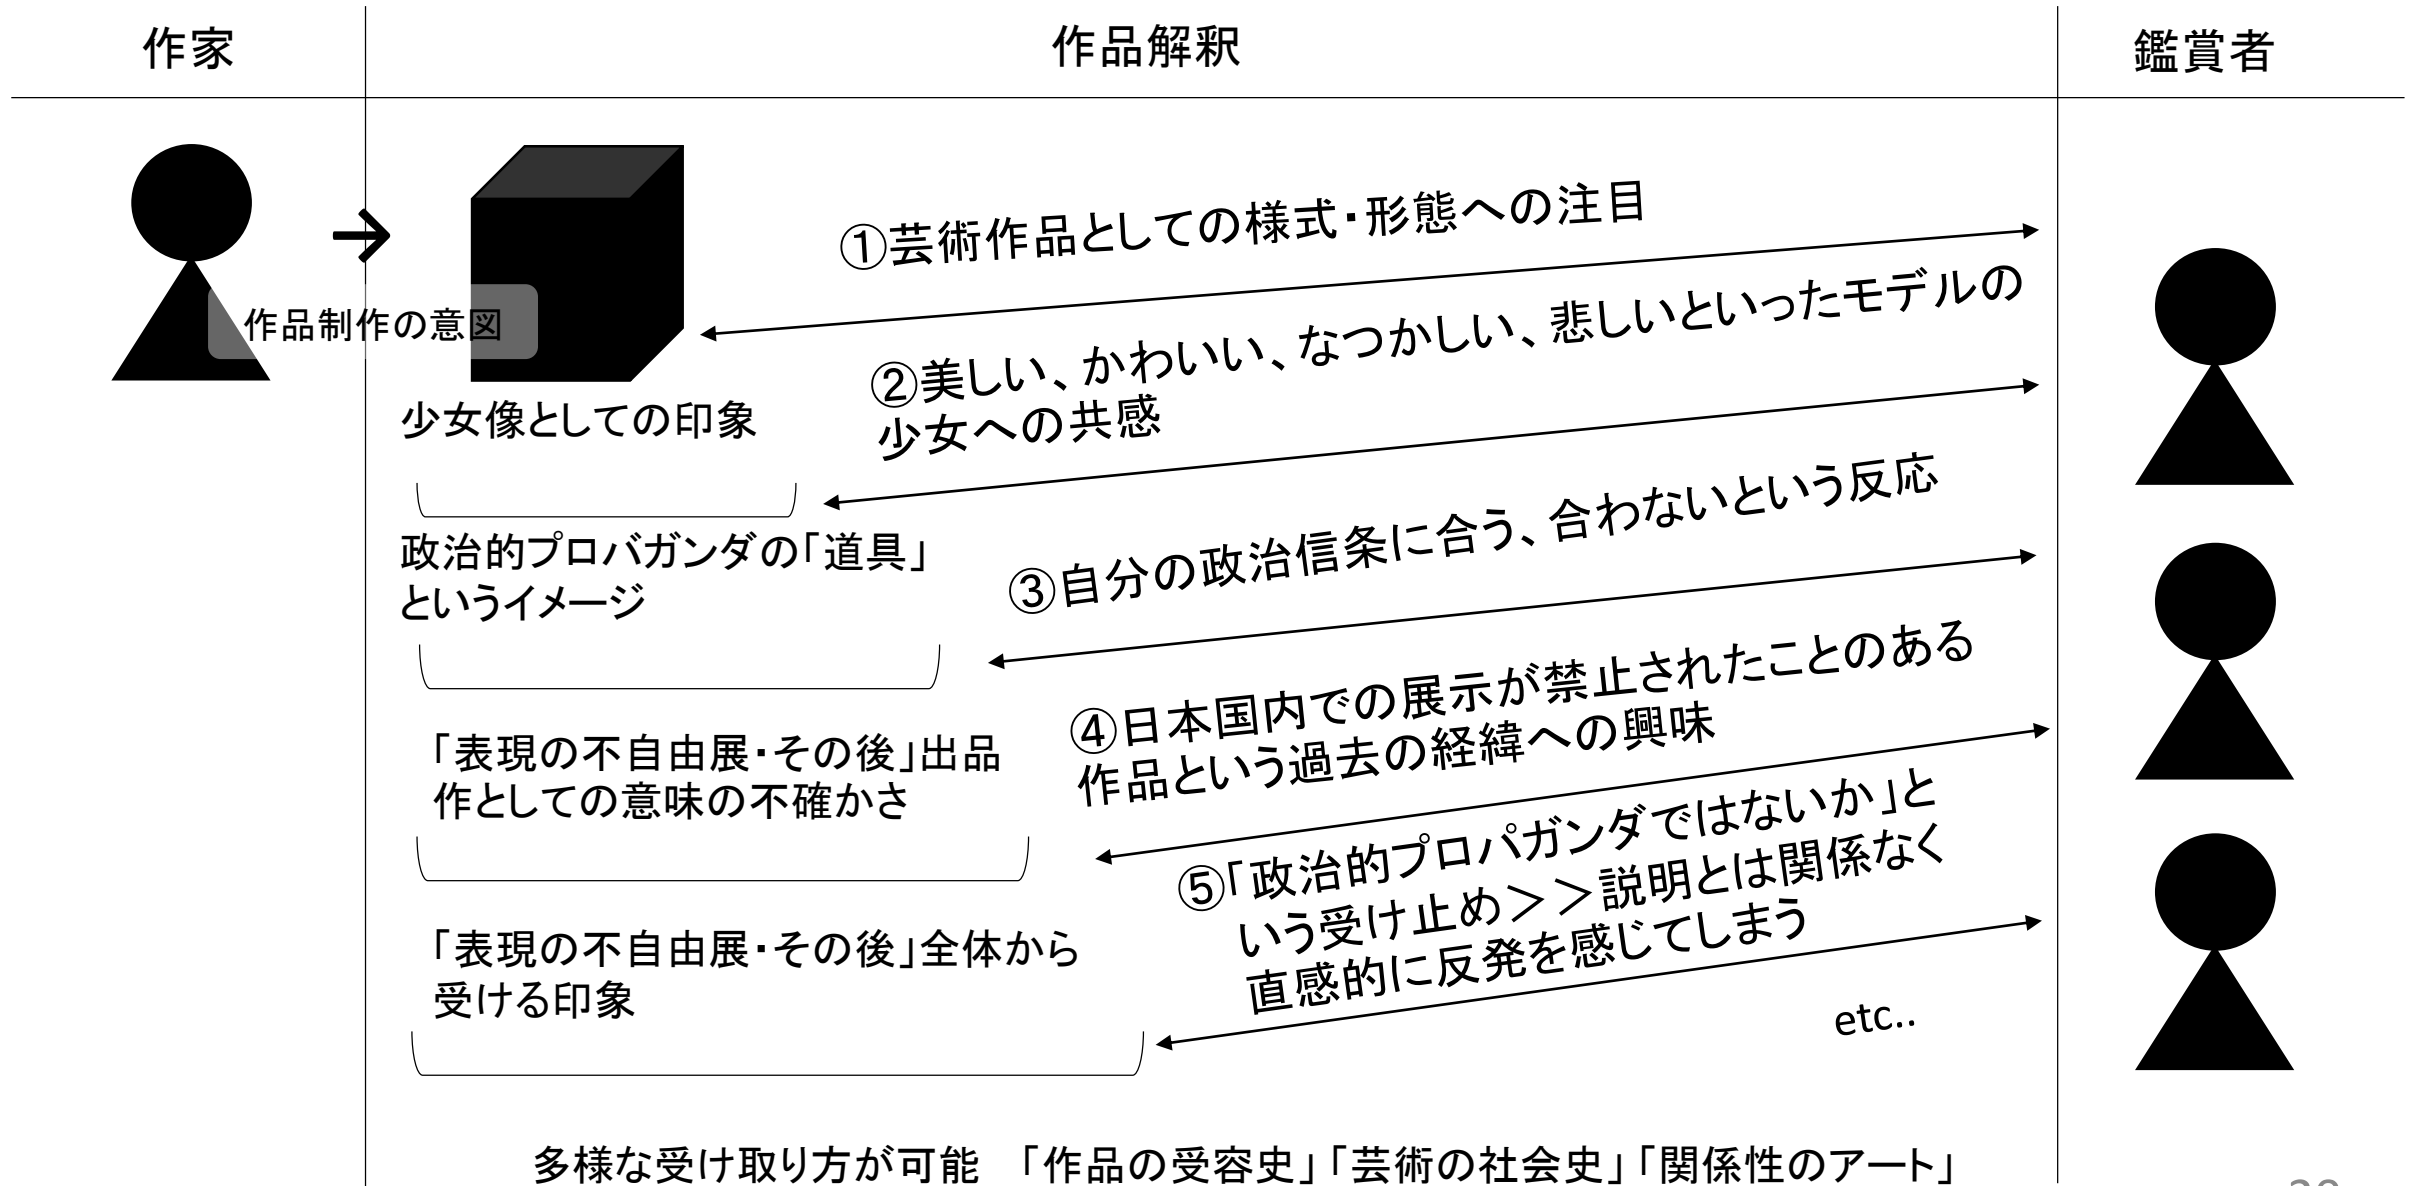 作家
作品解釈
鑑賞者
作品制作の意図
少女像としての印象
政治的プロバガンダの「道具」
というイメージ
「表現の不自由展・その後」出品
作としての意味の不確かさ
「表現の不自由展・その後」全体から
受ける印象
①芸術作品としての様式・形態への注目
②美しい、かわいい、なつかしい、悲しいといったモデルの
少女への共感
③自分の政治信条に合う、合わないという反応
④日本国内での展示が禁止されたことのある
作品という過去の経緯への興味
⑤「政治的プロパガンダではないか」と
いう受け止め＞＞説明とは関係なく
直感的に反発を感じてしまう
etc..
多様な受け取り方が可能　「作品の受容史」「芸術の社会史」「関係性のアート」